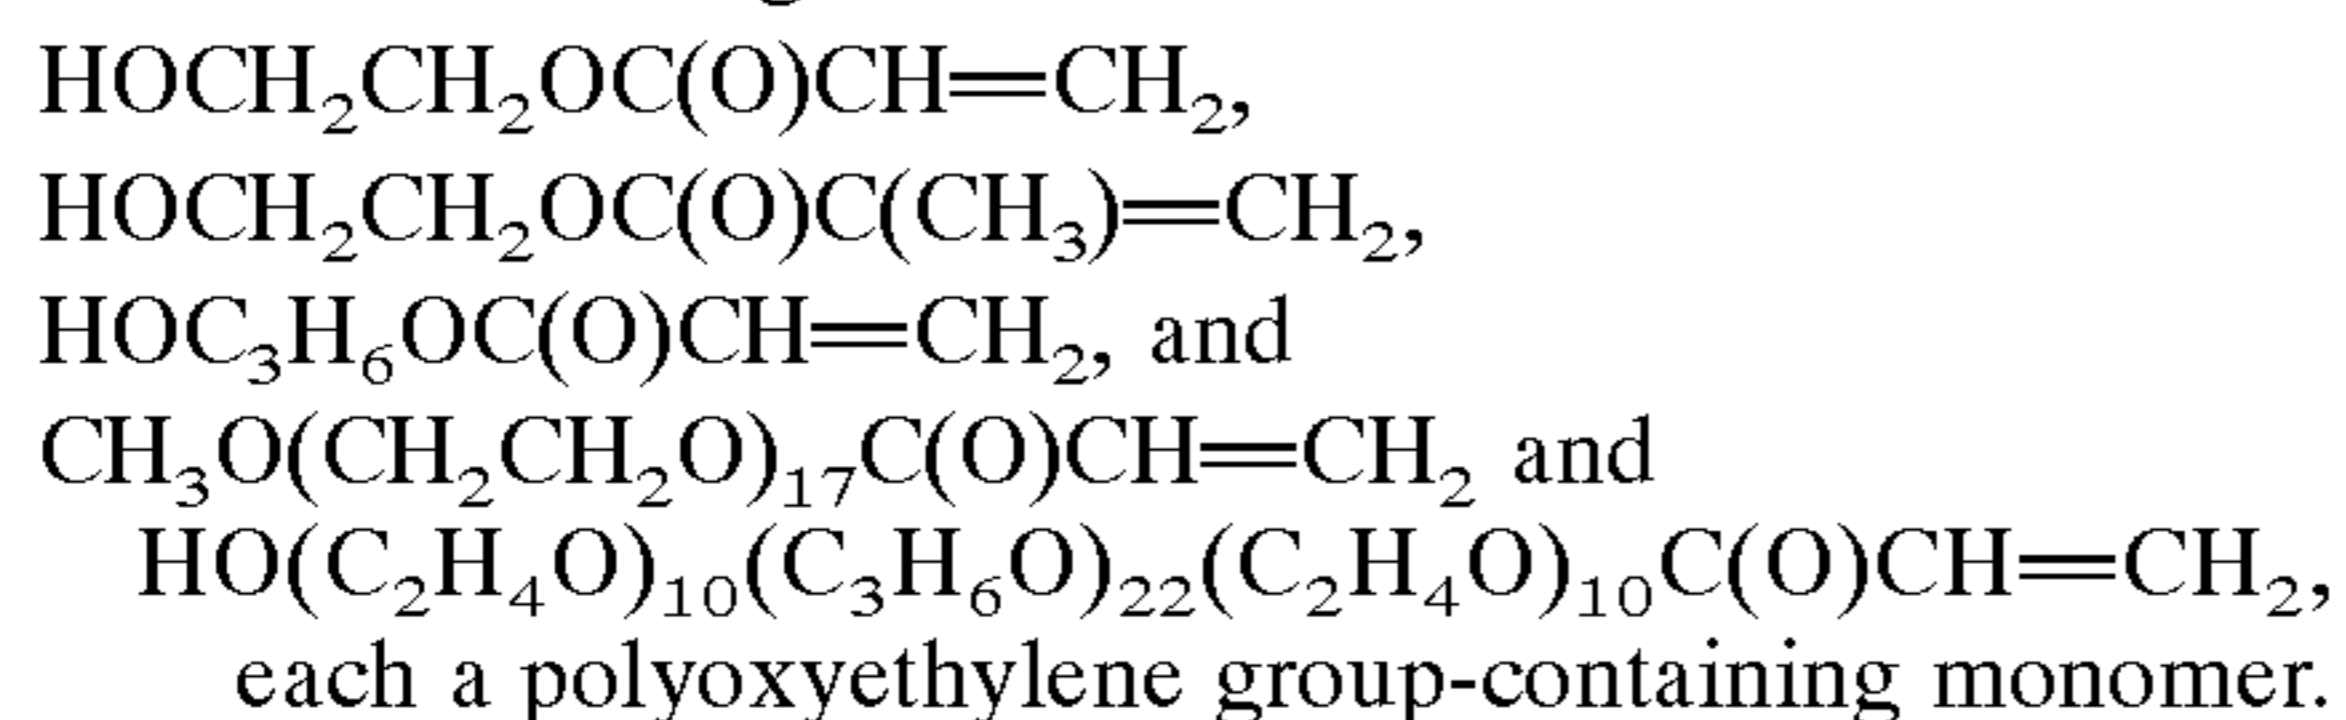 HOCH₂CH₂OC(O)CH=CH₂,
HOCH₂CH₂OC(O)C(CH₃)=CH₂,
HOC₃H₆OC(O)CH=CH₂, and
CH₃O(CH₂CH₂O)₁₇C(O)CH=CH₂ and
HO(C₂H₄O)₁₀(C₃H₆O)₂₂(C₂H₄O)₁₀C(O)CH=CH₂,
each a polyoxyethylene group-containing monomer.